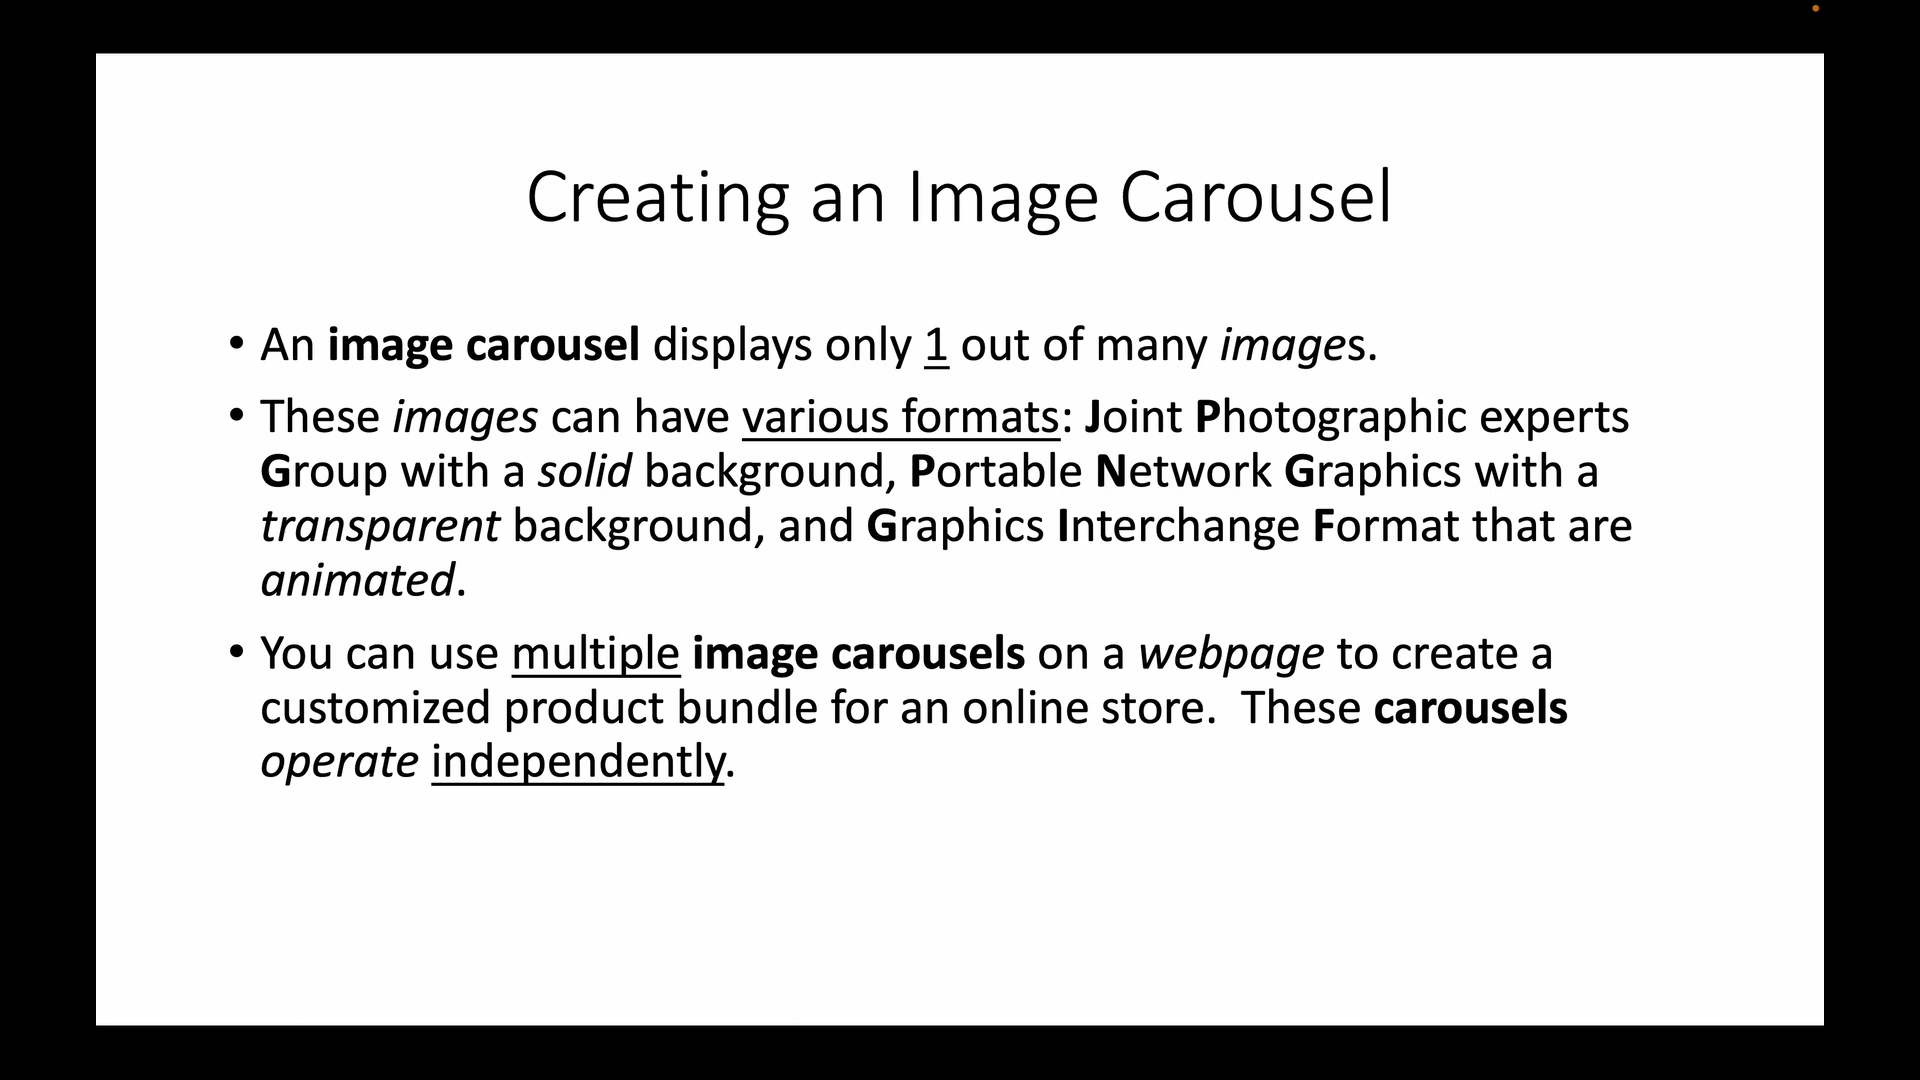 Creating an Image Carousel
• An image carousel displays only 1 out of many images.
• These images can have various formats: Joint Photographic experts
Group with a solid background, Portable Network Graphics with a
transparent background, and Graphics Interchange Format that are
animated.
• You can use multiple image carousels on a webpage to create a
customized product bundle for an online store.  These carousels
operate independently.